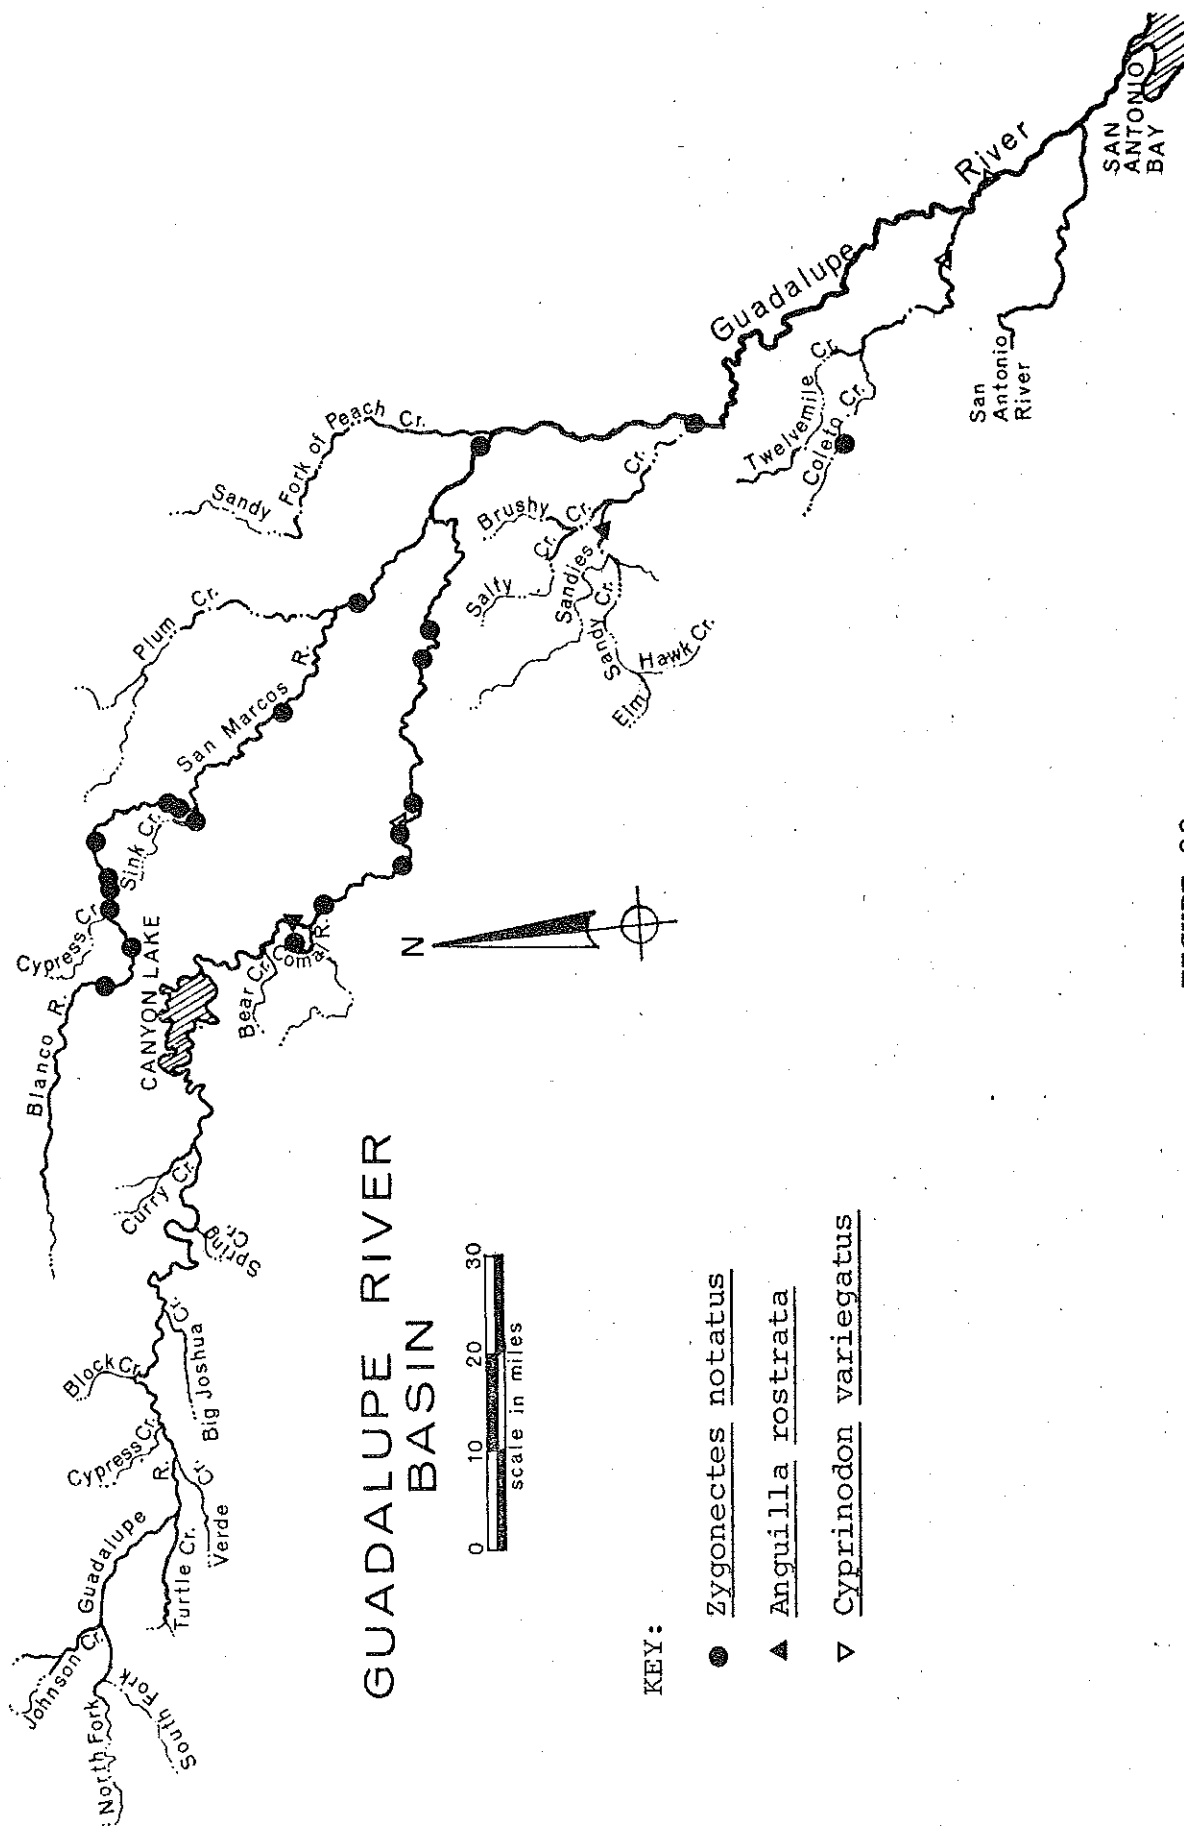 GUADALUPE RIVER
BASIN
0 10 20 30
scale in miles
KEY:
Zygonectes notatus
Anguilla rostrata
Cyprinodon variegatus
N
Johnson Cr.
North Fork
South Fork
Guadalupe R.
Turtle Cr.
Verde Cr.
Cypress Cr.
Block Cr.
Big Joshua Cr.
Spring Cr.
Curry Cr.
Blanco R.
CANYON LAKE
Cypress Cr.
Sink Cr.
Bear Cr.
Comal R.
San Marcos R.
Plum Cr.
Sandy Fork of Peach Cr.
Elm
Hawk Cr.
Sandy Cr.
Sandies Cr.
Salty Cr.
Brushy Cr.
Guadalupe River
Twelvemile Cr.
Coleto Cr.
San
Antonio
River
SAN
ANTONIO
BAY